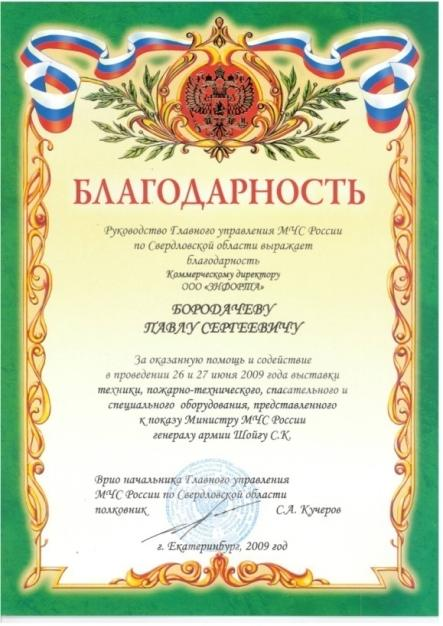 БЛАГОДАРНОСТЬ
Руководство Главного управления МЧС России
по Свердловской области выражает
благодарность
Коммерческому директору
ООО «ЭНФОРТА»
БОРОДАЧЕВУ
ПАВЛУ СЕРГЕЕВИЧУ
За оказанную помощь и содействие
в проведении 26 и 27 июня 2009 года выставки
техники, пожарно-технического, спасательного и
специального оборудования, представленного
к показу Министру МЧС России
генералу армии Шойгу С.К.
Врио начальника Главного управления
МЧС России по Свердловской области
полковник С.А. Кучеров
г. Екатеринбург, 2009 год